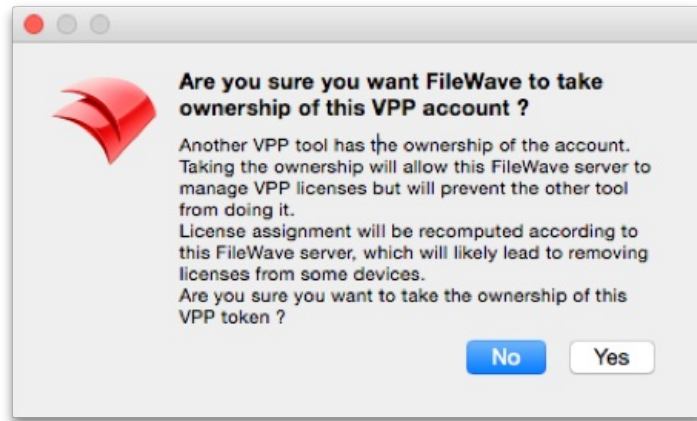 Are you sure you want FileWave to take
ownership of this VPP account ?
Another VPP tool has the ownership of the account.
Taking the ownership will allow this FileWave server to
manage VPP licenses but will prevent the other tool
from doing it.
License assignment will be recomputed according to
this FileWave server, which will likely lead to removing
licenses from some devices.
Are you sure you want to take the ownership of this
VPP token ?
No
Yes